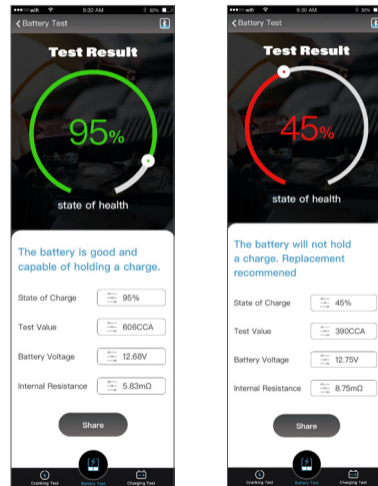 wifi 9:30 AM 50%
Battery Test
Test Result
95%
state of health
The battery is good and
capable of holding a charge.
State of Charge 95%
Test Value 606CCA
Battery Voltage 12.68V
Internal Resistance 5.83mΩ
Share
Cranking Test Battery Test Charging Test
wifi 9:30 AM 50%
Battery Test
Test Result
45%
state of health
The battery will not hold
a charge. Replacement
recommened
State of Charge 45%
Test Value 390CCA
Battery Voltage 12.75V
Internal Resistance 8.75mΩ
Share
Cranking Test Battery Test Charging Test